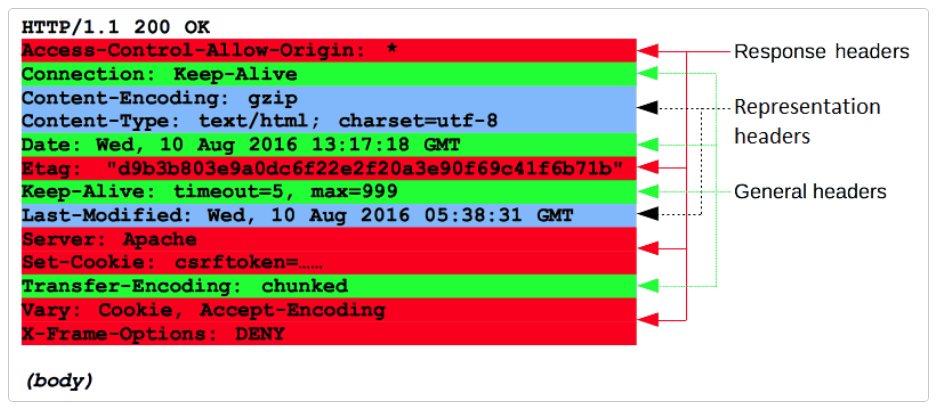 HTTP/1.1 200 OK
Access-Control-Allow-Origin: *
Connection: Keep-Alive
Content-Encoding: gzip
Content-Type: text/html; charset=utf-8
Date: Wed, 10 Aug 2016 13:17:18 GMT
Etag: "d9b3b803e9a0dc6f22e2f20a3e90f69c41f6b71b"
Keep-Alive: timeout=5, max=999
Last-Modified: Wed, 10 Aug 2016 05:38:31 GMT
Server: Apache
Set-Cookie: csrftoken=……
Transfer-Encoding: chunked
Vary: Cookie, Accept-Encoding
X-Frame-Options: DENY
(body)
Response headers
Representation
headers
General headers